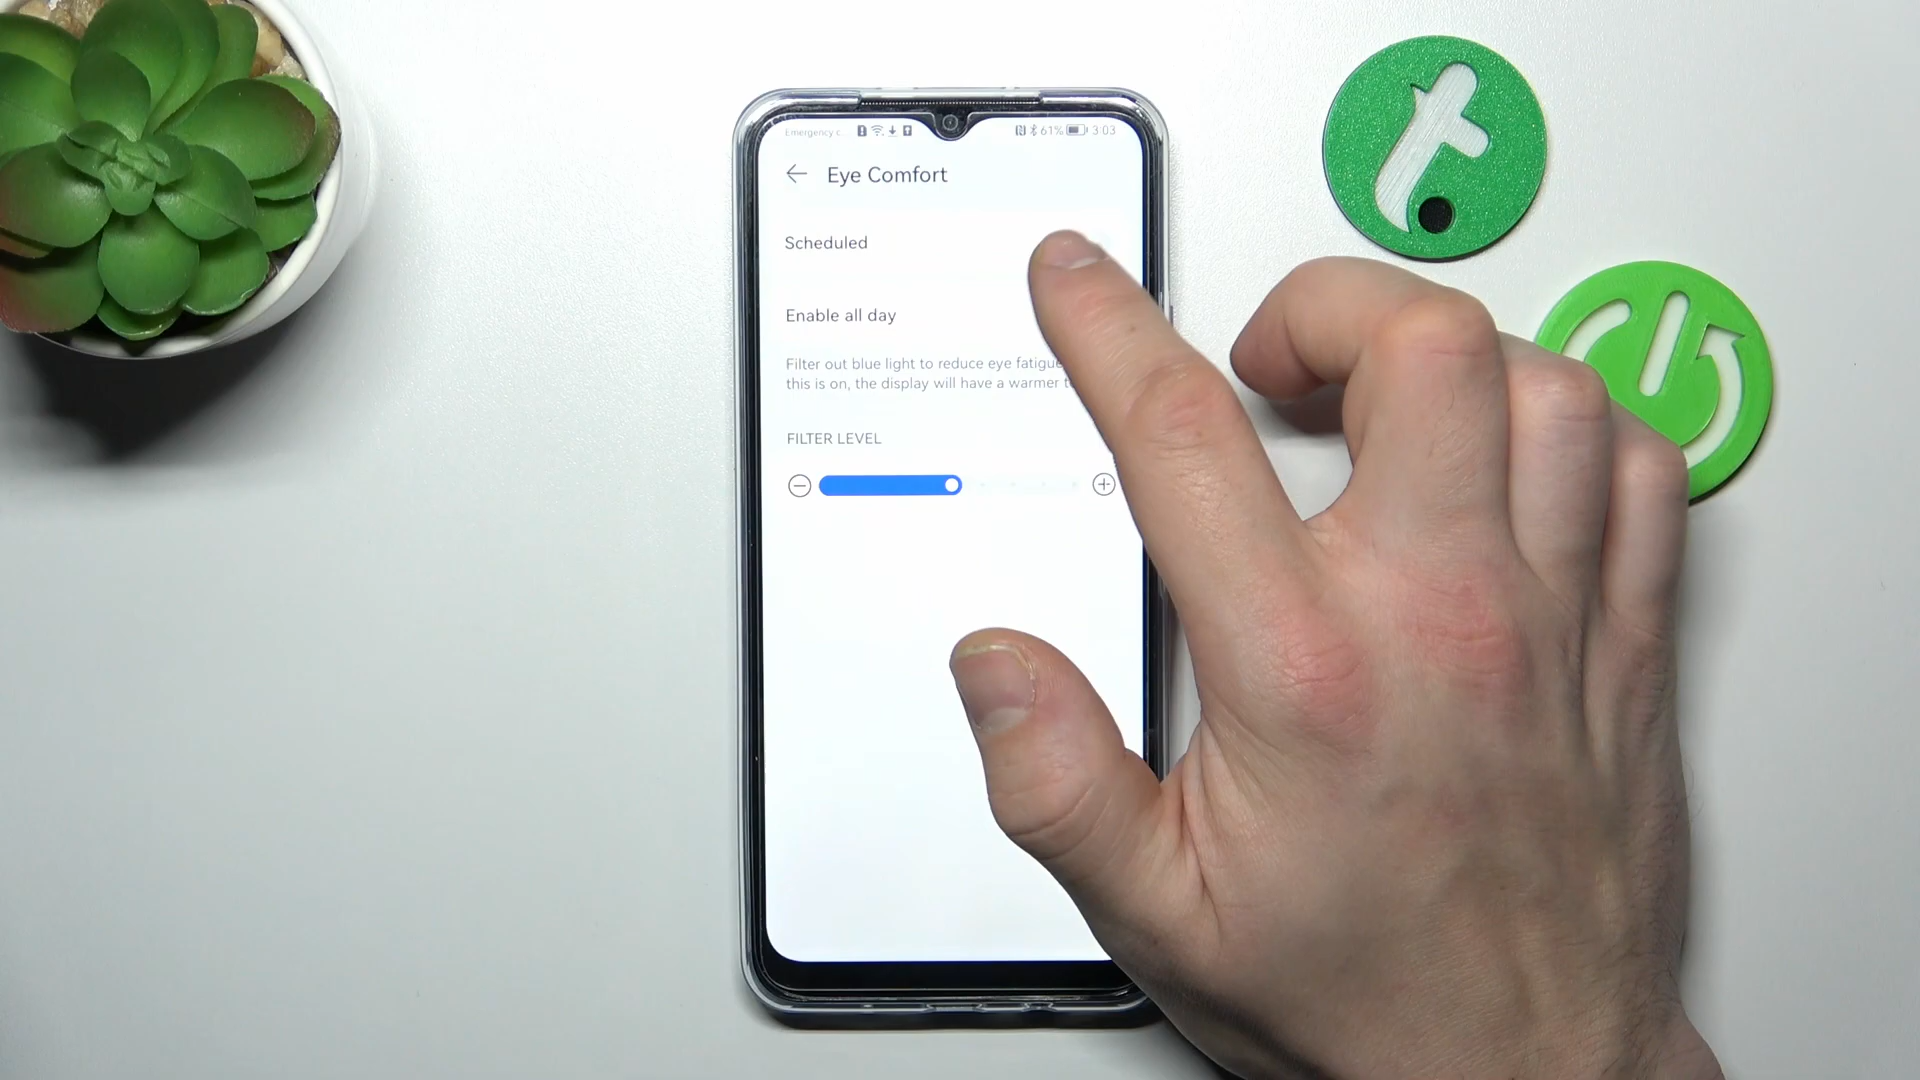 Emergency c... 61% 3:03
Eye Comfort
Scheduled
Enable all day
Filter out blue light to reduce eye fatigue
this is on, the display will have a warmer
FILTER LEVEL